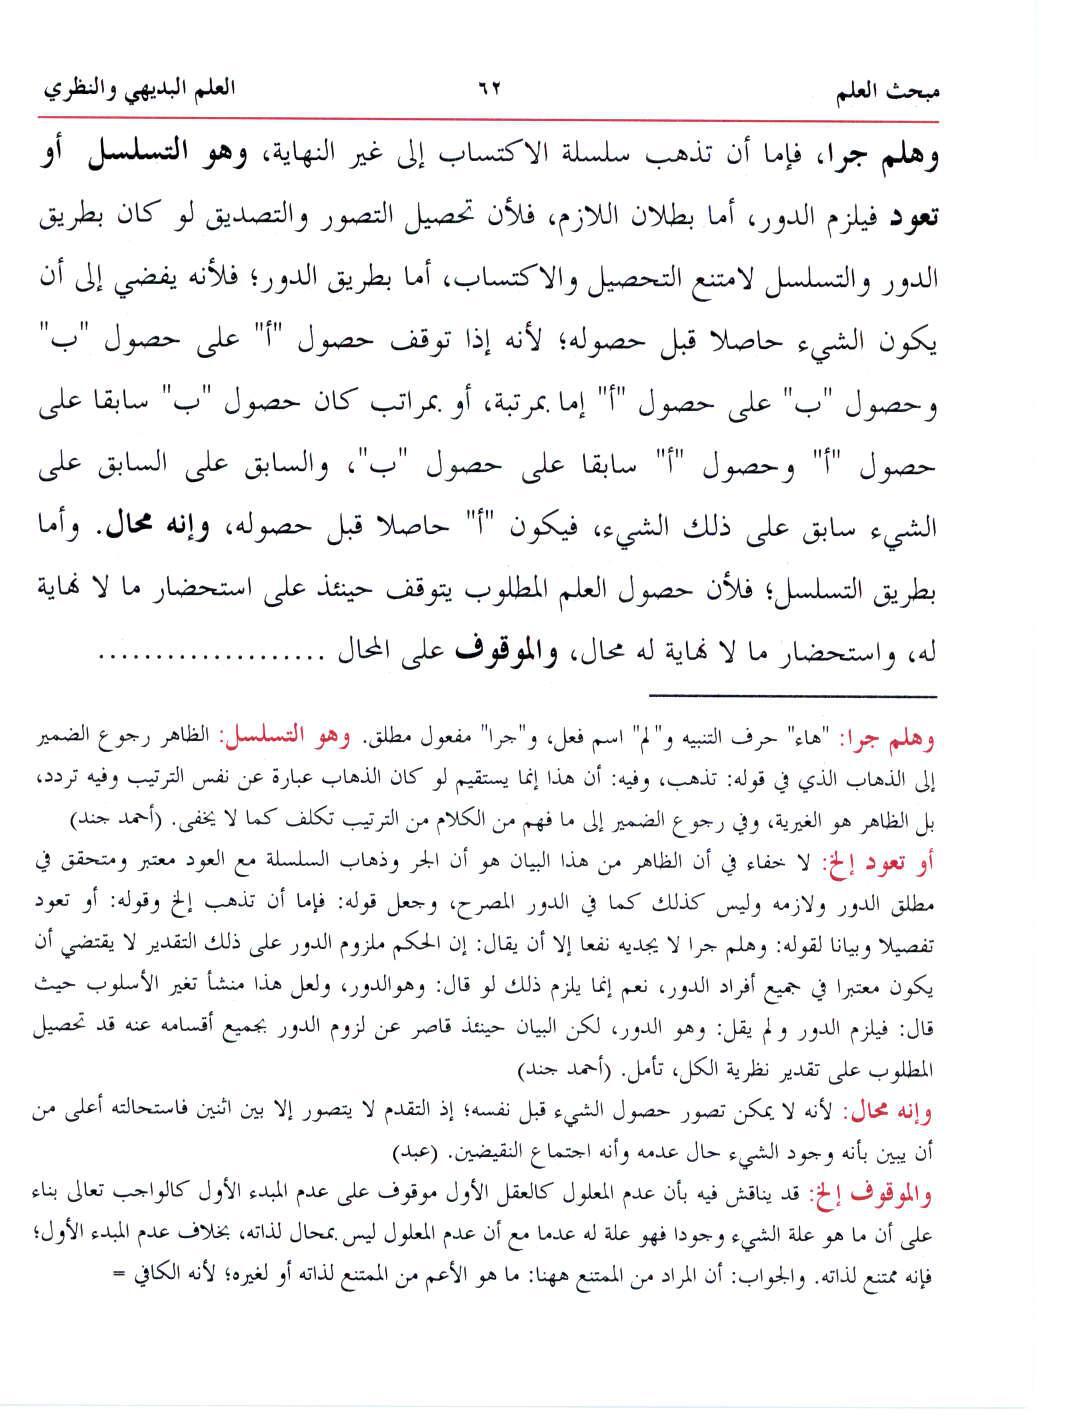 مبحث العلم ٦٢ العلم البديهي والنظري
وهلم جرا، فإما أن تذهب سلسلة الاكتساب إلى غير النهاية، وهو التسلسل أو
تعود فيلزم الدور، أما بطلان اللازم، فلأن تحصيل التصور والتصديق لو كان بطريق
الدور والتسلسل لامتنع التحصيل والاكتساب، أما بطريق الدور؛ فلأنه يفضي إلى أن
يكون الشيء حاصلا قبل حصوله؛ لأنه إذا توقف حصول "أ" على حصول "ب"
وحصول "ب" على حصول "أ" إما بمرتبة، أو بمراتب كان حصول "ب" سابقا على
حصول "أ" وحصول "أ" سابقا على حصول "ب"، والسابق على السابق على
الشيء سابق على ذلك الشيء، فيكون "أ" حاصلا قبل حصوله، وإنه محال. وأما
بطريق التسلسل؛ فلأن حصول العلم المطلوب يتوقف حينئذ على استحضار ما لا نهاية
له، واستحضار ما لا نهاية له محال، والموقوف على المحال ....................
وهلم جرا: "هاء" حرف التنبيه و"لم" اسم فعل، و"جرا" مفعول مطلق. وهو التسلسل: الظاهر رجوع الضمير
إلى الذهاب الذي في قوله: تذهب، وفيه: أن هذا إنما يستقيم لو كان الذهاب عبارة عن نفس الترتيب وفيه تردد،
بل الظاهر هو الغيرية، وفي رجوع الضمير إلى ما فهم من الكلام من الترتيب تكلف كما لا يخفى. (أحمد جند)
أو تعود إلخ: لا خفاء في أن الظاهر من هذا البيان هو أن الجر وذهاب السلسلة مع العود معتبر ومتحقق في
مطلق الدور ولازمه وليس كذلك كما في الدور المصرح، وجعل قوله: فإما أن تذهب إلخ وقوله: أو تعود
تفصيلا وبيانا لقوله: وهلم جرا لا يجديه نفعا إلا أن يقال: إن الحكم ملزوم الدور على ذلك التقدير لا يقتضي أن
يكون معتبرا في جميع أفراد الدور، نعم إنما يلزم ذلك لو قال: وهوالدور، ولعل هذا منشأ تغير الأسلوب حيث
قال: فيلزم الدور ولم يقل: وهو الدور، لكن البيان حينئذ قاصر عن لزوم الدور بجميع أقسامه عنه قد تحصيل
المطلوب على تقدير نظرية الكل، تأمل. (أحمد جند)
وإنه محال: لأنه لا يمكن تصور حصول الشيء قبل نفسه؛ إذ التقدم لا يتصور إلا بين اثنين فاستحالته أعلى من
أن يبين بأنه وجود الشيء حال عدمه وأنه اجتماع النقيضين. (عبد)
والموقوف إلخ: قد يناقش فيه بأن عدم المعلول كالعقل الأول موقوف على عدم المبدء الأول كالواجب تعالى بناء
على أن ما هو علة الشيء وجودا فهو علة له عدما مع أن عدم المعلول ليس بمحال لذاته، بخلاف عدم المبدء الأول؛
فإنه ممتنع لذاته. والجواب: أن المراد من الممتنع ههنا: ما هو الأعم من الممتنع لذاته أو لغيره؛ لأنه الكافي =